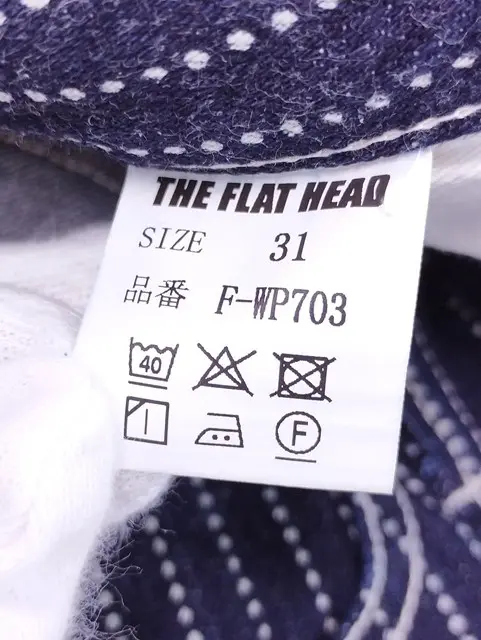 THE FLAT HEAD
SIZE 31
品番 F-WP703
40
F